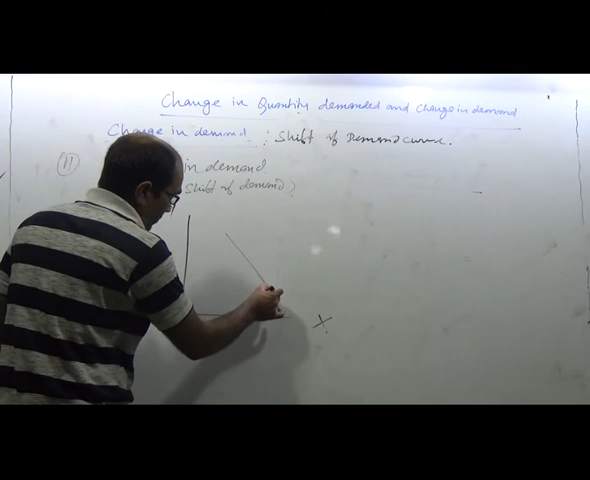 Change in Quantity demanded and Change in demand
Change in demand : Shift of Demand curve.
(11) in demand
Shift of demand)
X